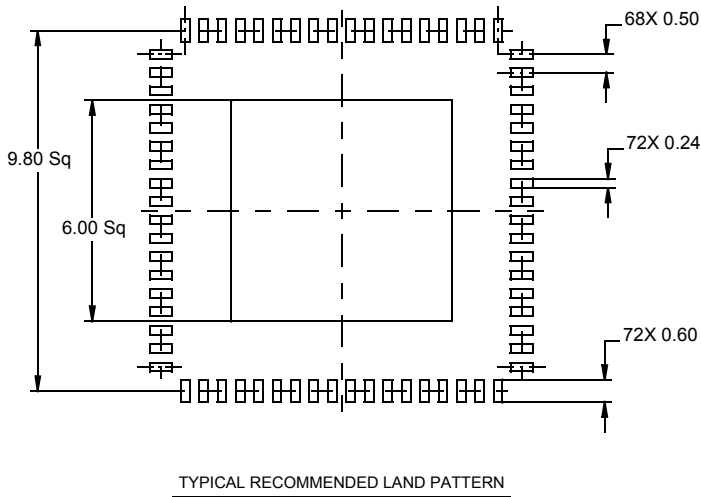 68X 0.50
9.80 Sq
72X 0.24
6.00 Sq
72X 0.60
TYPICAL RECOMMENDED LAND PATTERN